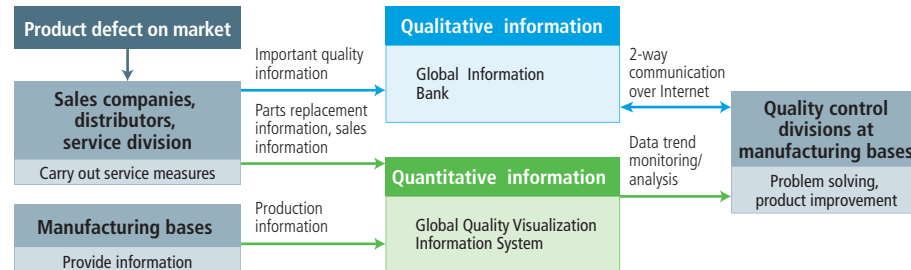 Product defect on market
Sales companies,
distributors,
service division
Carry out service measures
Manufacturing bases
Provide information
Important quality
information
Parts replacement
information, sales
information
Production
information
Qualitative information
Global Information
Bank
Quantitative information
Global Quality Visualization
Information System
2-way
communication
over Internet
Data trend
monitoring/
analysis
Quality control
divisions at
manufacturing bases
Problem solving,
product improvement